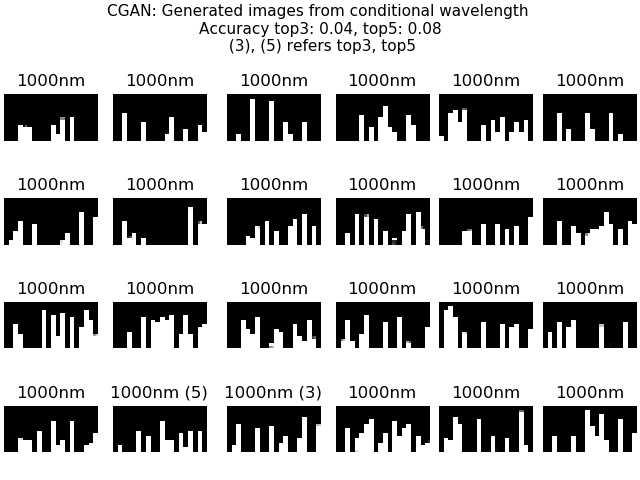 CGAN: Generated images from conditional wavelength
Accuracy top3: 0.04, top5: 0.08
(3), (5) refers top3, top5
1000nm 1000nm 1000nm 1000nm 1000nm 1000nm
1000nm 1000nm 1000nm 1000nm 1000nm 1000nm
1000nm 1000nm 1000nm 1000nm 1000nm 1000nm
1000nm 1000nm (5) 1000nm (3) 1000nm 1000nm 1000nm